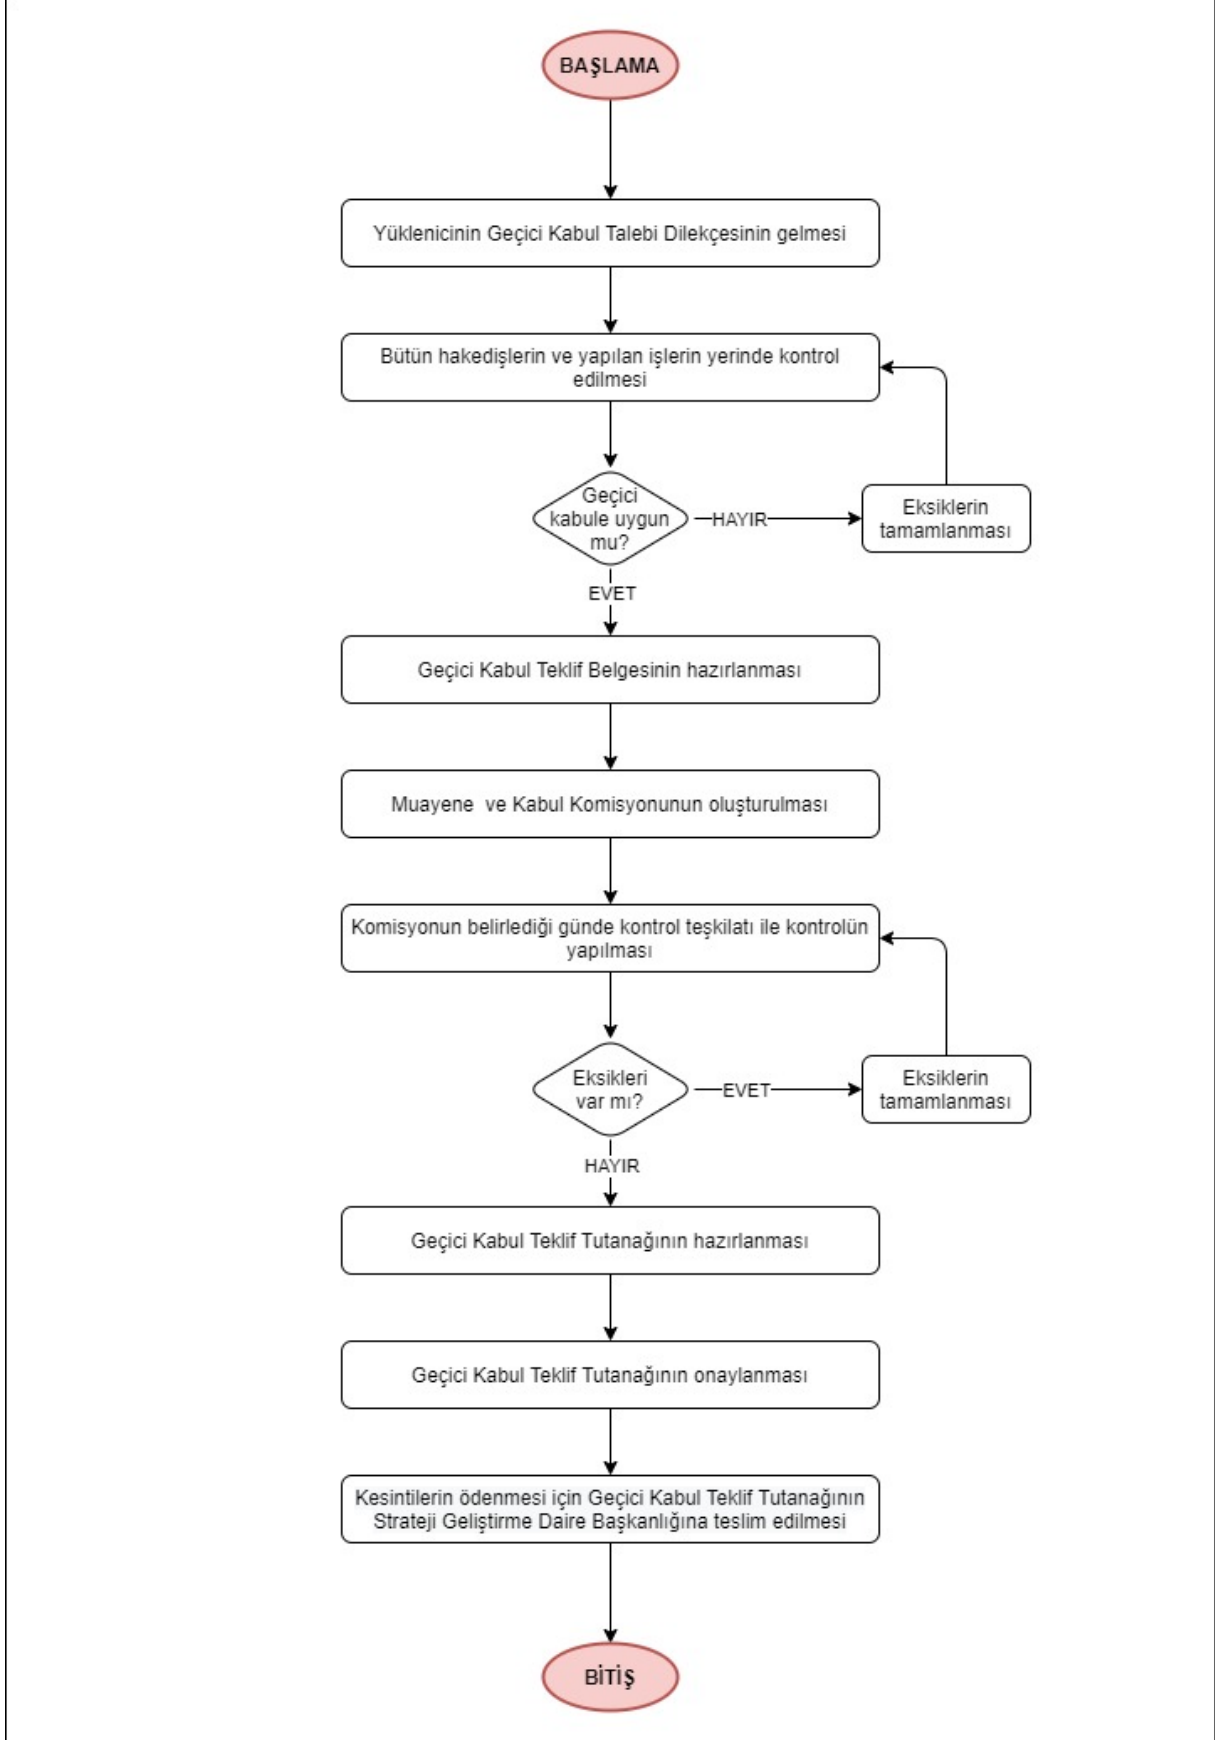 BAŞLAMA
Yüklenicinin Geçici Kabul Talebi Dilekçesinin gelmesi
Bütün hakedişlerin ve yapılan işlerin yerinde kontrol
edilmesi
Geçici
kabule uygun
mu?
HAYIR
Eksiklerin
tamamlanması
EVET
Geçici Kabul Teklif Belgesinin hazırlanması
Muayene  ve Kabul Komisyonunun oluşturulması
Komisyonun belirlediği günde kontrol teşkilatı ile kontrolün
yapılması
Eksikleri
var mı?
EVET
Eksiklerin
tamamlanması
HAYIR
Geçici Kabul Teklif Tutanağının hazırlanması
Geçici Kabul Teklif Tutanağının onaylanması
Kesintilerin ödenmesi için Geçici Kabul Teklif Tutanağının
Strateji Geliştirme Daire Başkanlığına teslim edilmesi
BİTİŞ